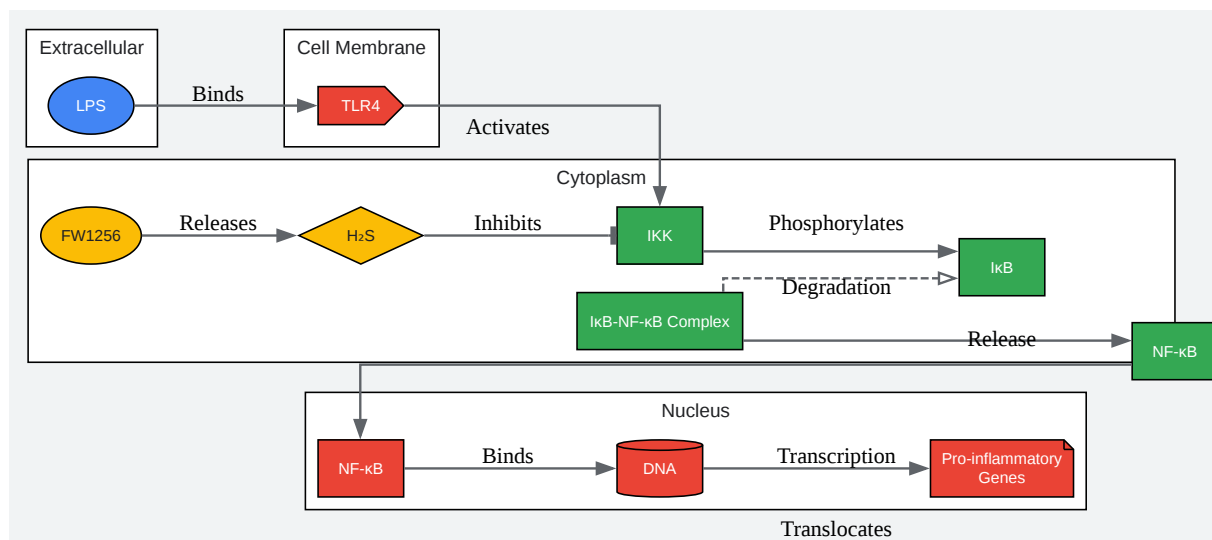 Extracellular
Cell Membrane
LPS
Binds
TLR4
Activates
Cytoplasm
FW1256
Releases
H₂S
Inhibits
IKK
Phosphorylates
IκB
Degradation
IκB-NF-κB Complex
Release
NF-κB
Nucleus
NF-κB
Binds
DNA
Transcription
Pro-inflammatory
Genes
Translocates